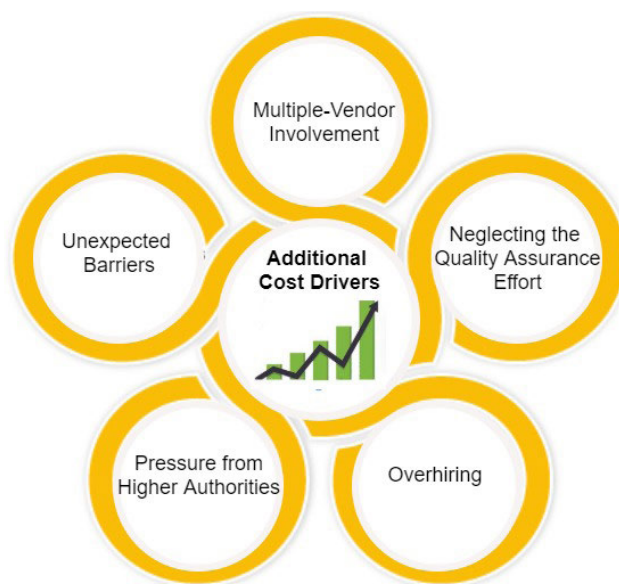 Multiple-Vendor
Involvement
Unexpected
Barriers
Additional
Cost Drivers
Neglecting the
Quality Assurance
Effort
Pressure from
Higher Authorities
Overhiring